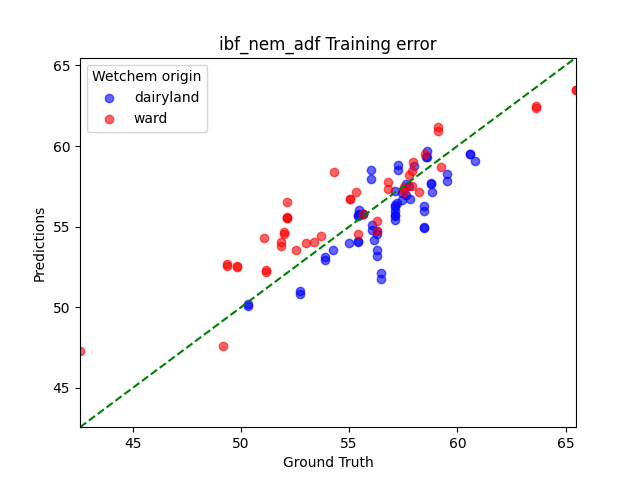 ibf_nem_adf Training error
Wetchem origin
dairyland
ward
Predictions
65
60
55
50
45
45
50
55
60
65
Ground Truth